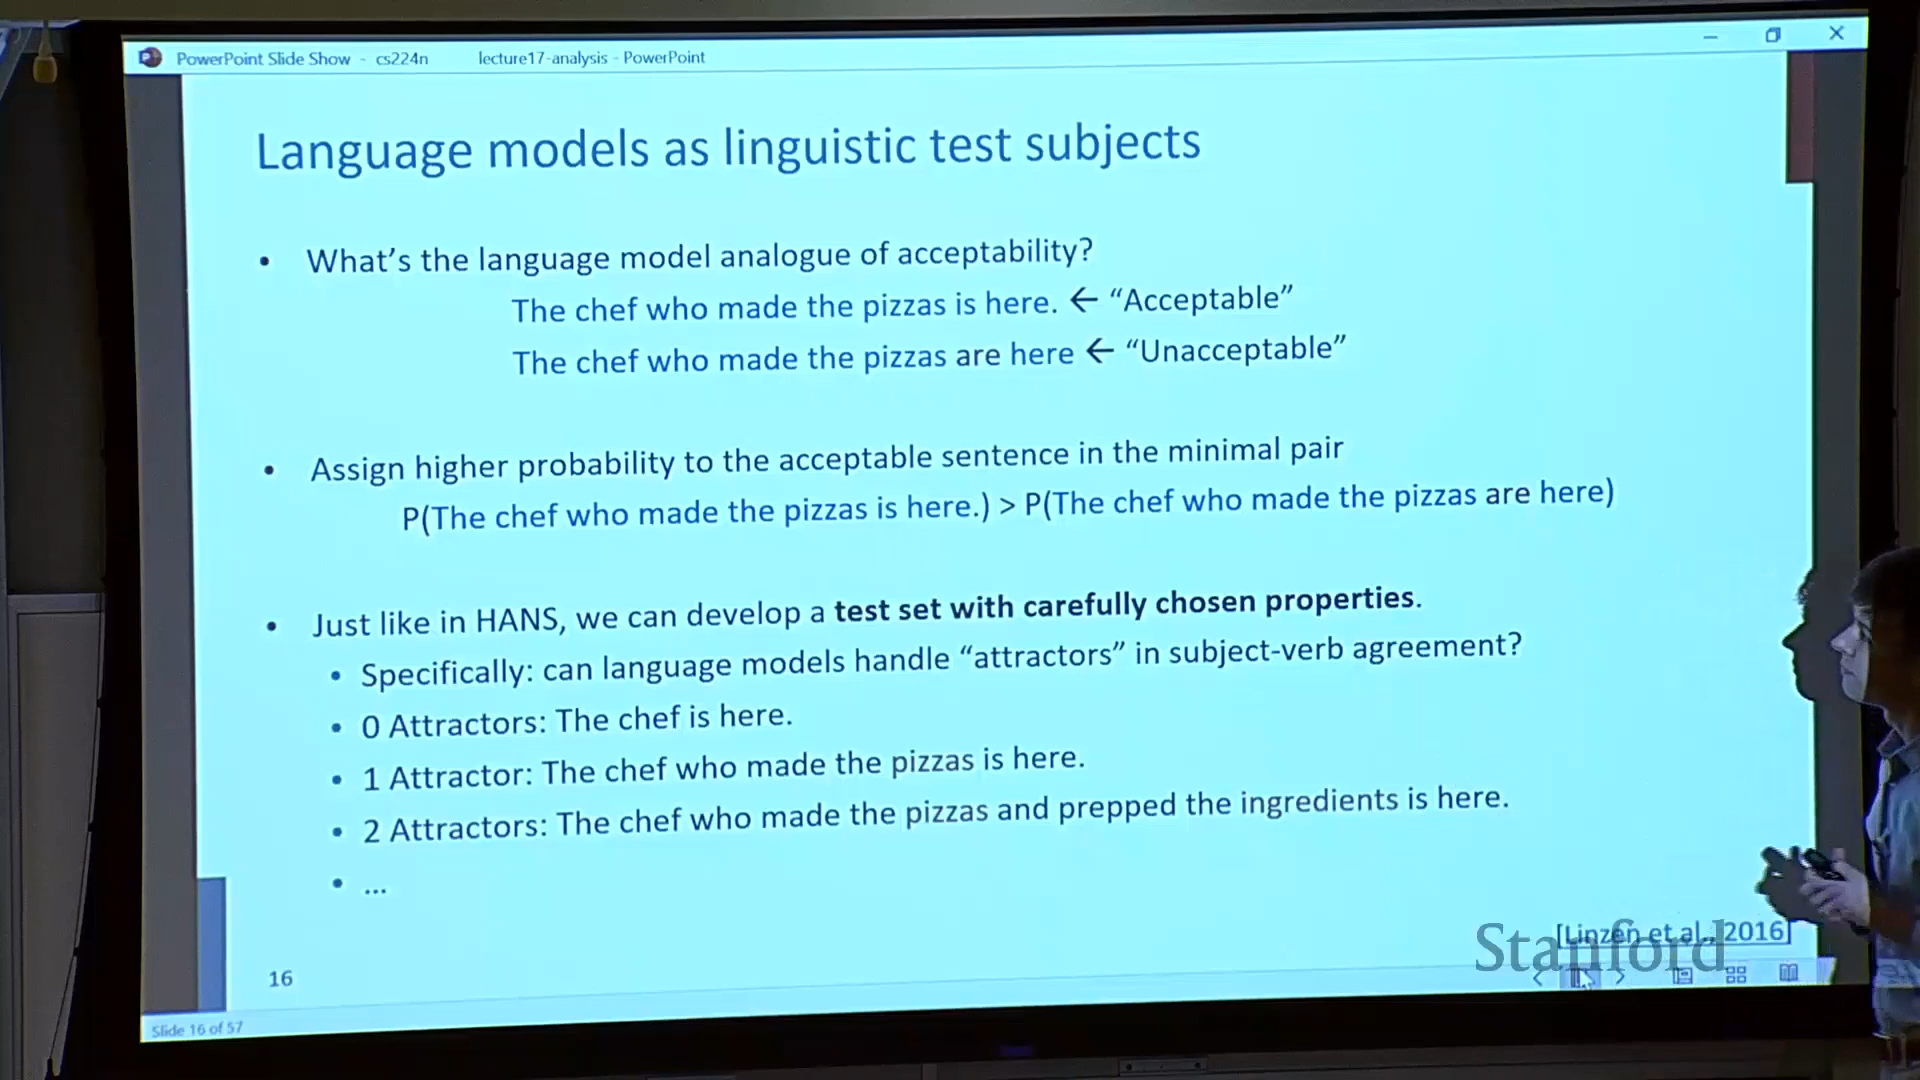 PowerPoint Slide Show - cs224n lecture17-analysis - PowerPoint
Language models as linguistic test subjects
• What's the language model analogue of acceptability?
The chef who made the pizzas is here. ← “Acceptable”
The chef who made the pizzas are here ← “Unacceptable”
• Assign higher probability to the acceptable sentence in the minimal pair
P(The chef who made the pizzas is here.) > P(The chef who made the pizzas are here)
• Just like in HANS, we can develop a test set with carefully chosen properties.
• Specifically: can language models handle “attractors” in subject-verb agreement?
• 0 Attractors: The chef is here.
• 1 Attractor: The chef who made the pizzas is here.
• 2 Attractors: The chef who made the pizzas and prepped the ingredients is here.
• ...
[Linzen et al., 2016]
Stanford
16
Slide 16 of 57